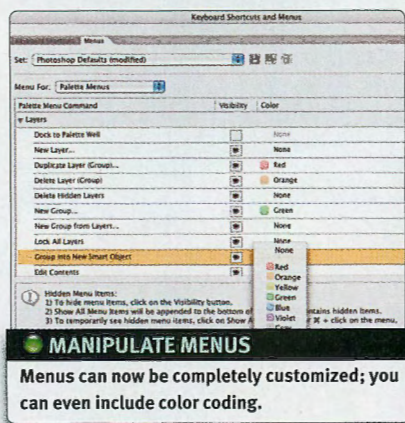 Keyboard Shortcuts and Menus
Keyboard Shortcuts Menus
Set: Photoshop Defaults (modified)
Menu For: Palette Menus
Palette Menu Command Visibility Color
Layers
Dock to Palette Well None
New Layer... None
Duplicate Layer (Group)... Red
Delete Layer (Group) Orange
Delete Hidden Layers None
New Group... Green
New Group from Layers... None
Lock All Layers None
Group into New Smart Object None
Edit Contents
Red
Orange
Yellow
Green
Blue
Violet
Gray
Hidden Menu Items:
1) To hide menu items, click on the Visibility button.
2) Show All Menu Items will be appended to the bottom of ntains hidden items.
3) To temporarily see hidden menu items, click on Show A r ⌘ + click on the menu.
MANIPULATE MENUS
Menus can now be completely customized; you
can even include color coding.